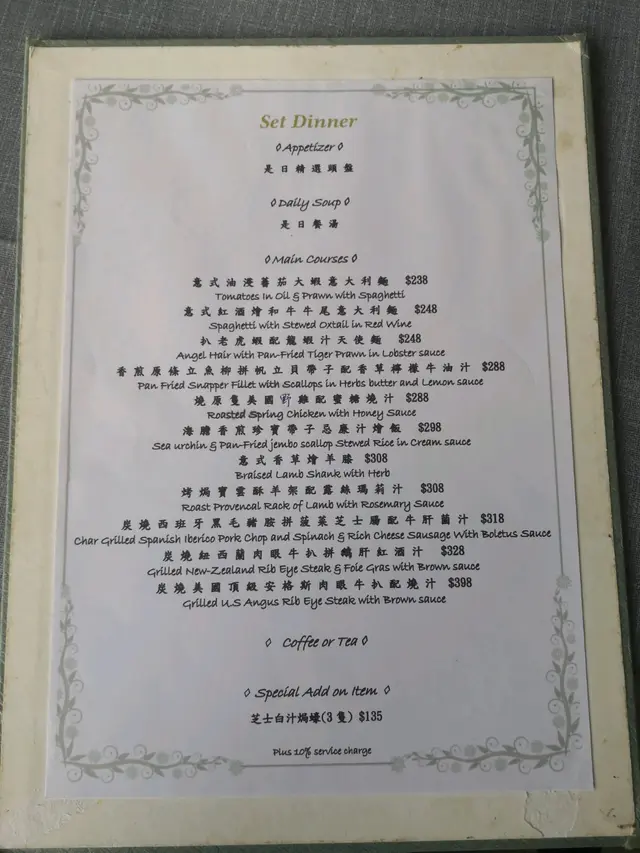 Set Dinner
◊ Appetizer ◊
是日精選頭盤
◊ Daily Soup ◊
是日餐湯
◊ Main Courses ◊
意式油浸蕃茄大蝦意大利麵 $238
Tomatoes In Oil & Prawn with Spaghetti
意式紅酒燴和牛牛尾意大利麵 $248
Spaghetti with Stewed Oxtail in Red Wine
扒老虎蝦配龍蝦汁天使麵 $248
Angel Hair with Pan-Fried Tiger Prawn in Lobster sauce
香煎原條立魚柳拼帆立貝帶子配香草檸檬牛油汁 $288
Pan Fried Snapper Fillet with Scallops in Herbs butter and Lemon sauce
燒原隻美國野雞配蜜糖燒汁 $288
Roasted Spring Chicken with Honey Sauce
海膽香煎珍寶帶子忌廉汁燴飯 $298
Sea urchin & Pan-Fried jembo scallop Stewed Rice in Cream sauce
意式香草燴羊膝 $308
Braised Lamb Shank with Herb
烤焗寶雲酥羊架配露絲瑪莉汁 $308
Roast Provencal Rack of Lamb with Rosemary Sauce
炭燒西班牙黑毛豬胺拼菠菜芝士腸配牛肝菌汁 $318
Char Grilled Spanish Iberico Pork Chop and Spinach & Rich Cheese Sausage With Boletus Sauce
炭燒紐西蘭肉眼牛扒拼鵝肝紅酒汁 $328
Grilled New-Zealand Rib Eye Steak & Foie Gras with Brown sauce
炭燒美國頂級安格斯肉眼牛扒配燒汁 $398
Grilled U.S Angus Rib Eye Steak with Brown sauce
◊ Coffee or Tea ◊
◊ Special Add on Item ◊
芝士白汁焗蠔(3隻) $135
Plus 10% service charge